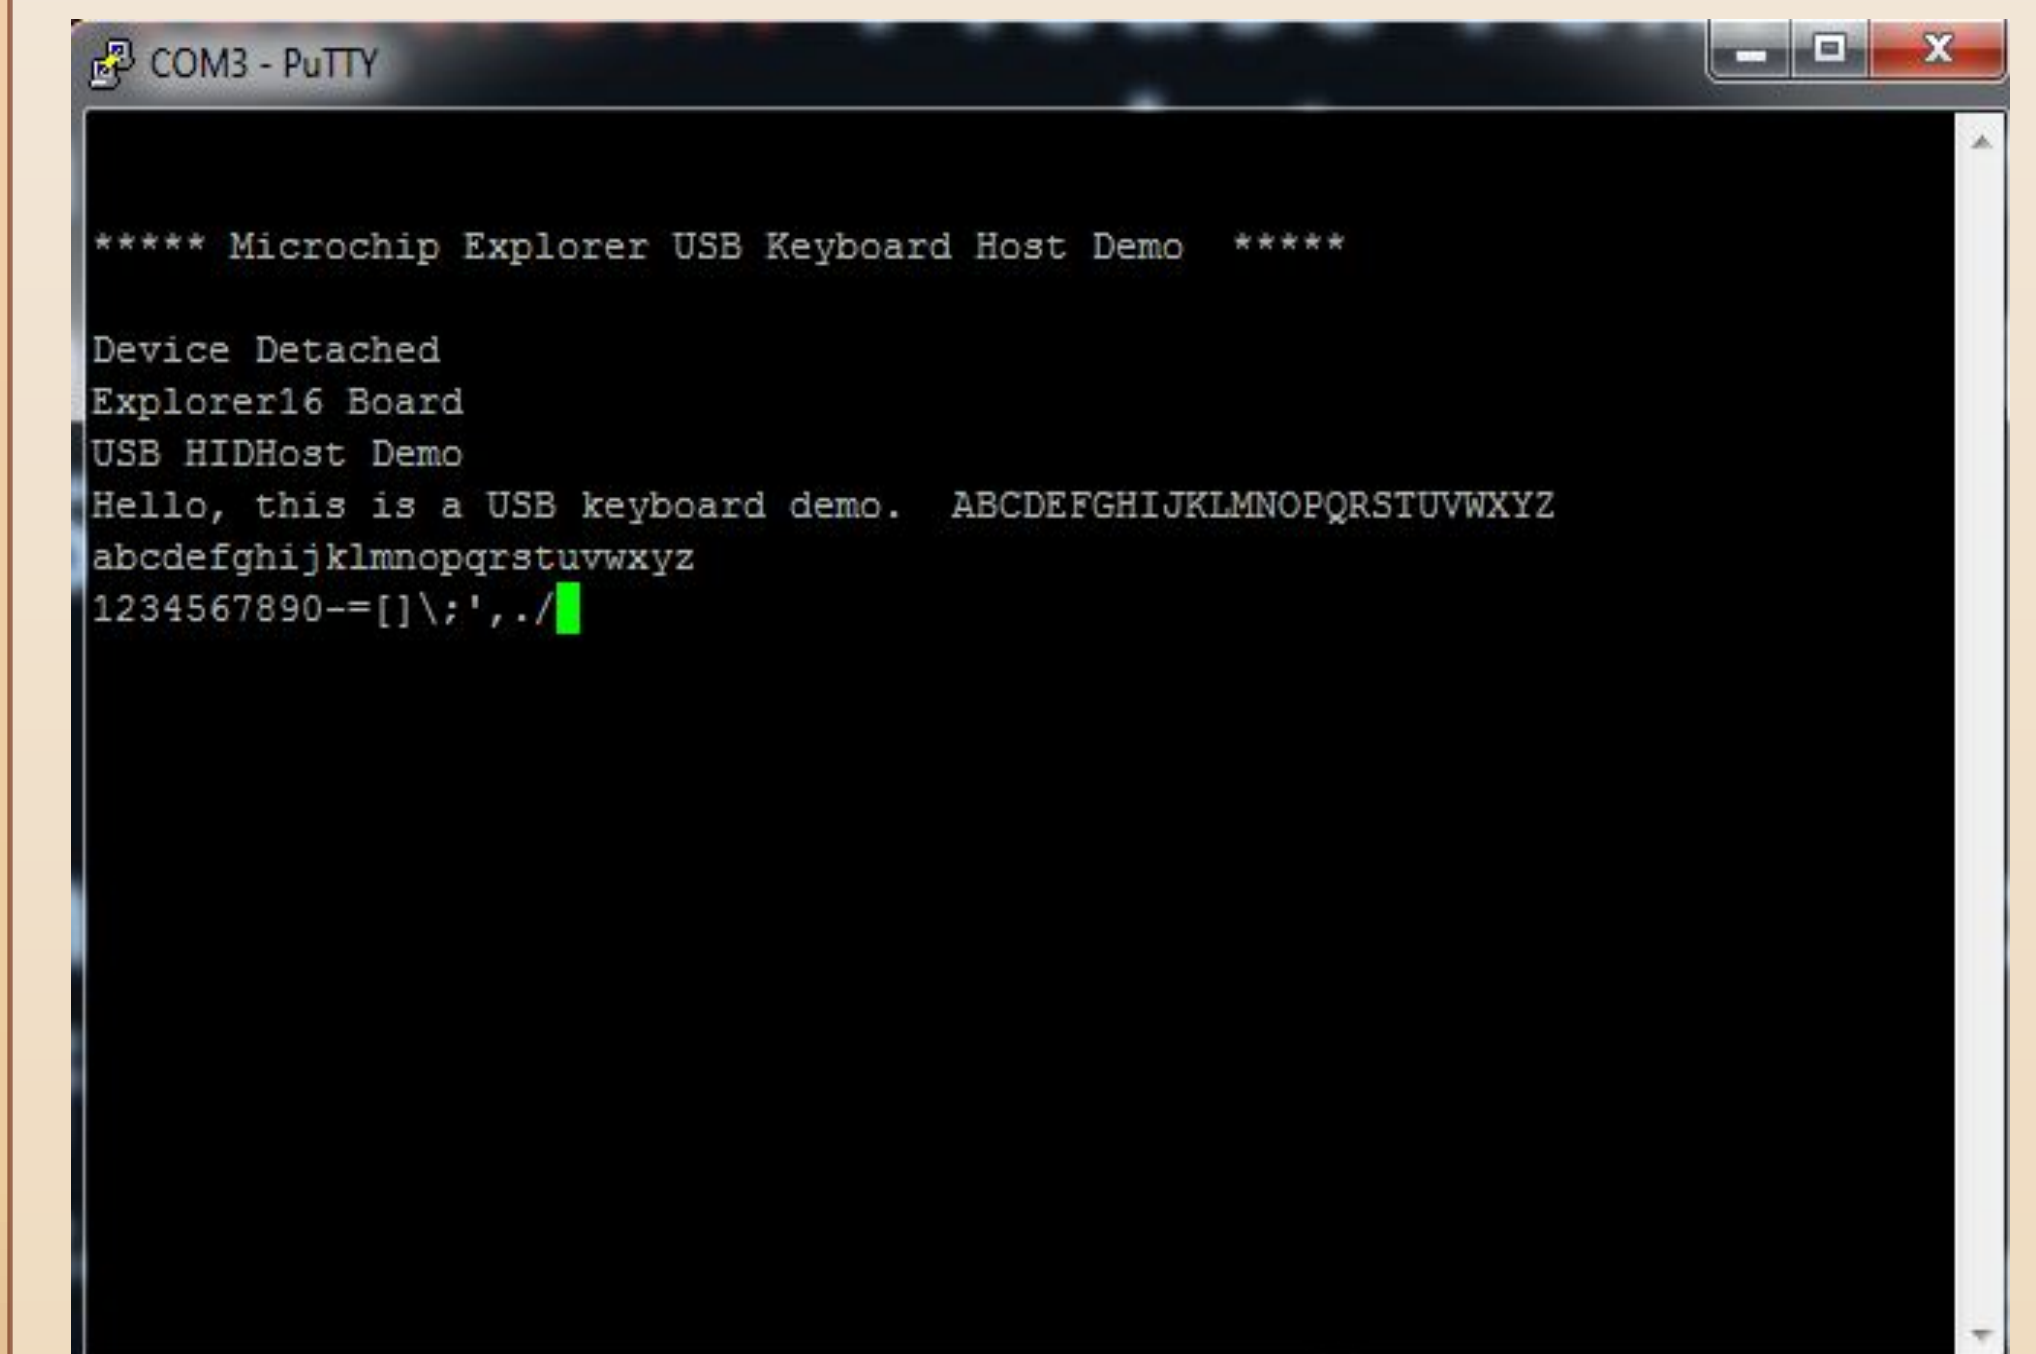 COM3 - PuTTY
***** Microchip Explorer USB Keyboard Host Demo  *****
Device Detached
Explorer16 Board
USB HIDHost Demo
Hello, this is a USB keyboard demo.  ABCDEFGHIJKLMNOPQRSTUVWXYZ
abcdefghijklmnopqrstuvwxyz
1234567890-=[]\;',./